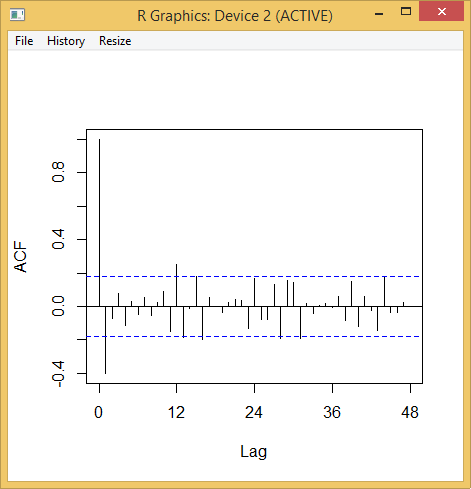 R Graphics: Device 2 (ACTIVE)
File History Resize
ACF
0.8
0.4
0.0
-0.4
0 12 24 36 48
Lag